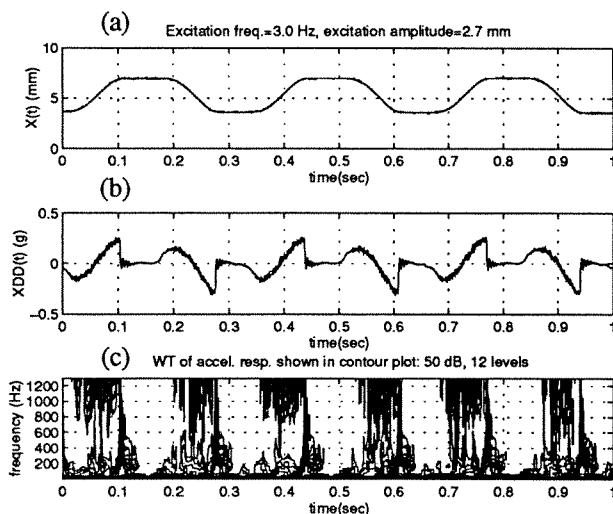 (a)
Excitation freq.=3.0 Hz, excitation amplitude=2.7 mm
10
5
0
X(t) (mm)
0 0.1 0.2 0.3 0.4 0.5 0.6 0.7 0.8 0.9 1
time(sec)
(b)
0.5
0
-0.5
XDD(t) (g)
0 0.1 0.2 0.3 0.4 0.5 0.6 0.7 0.8 0.9 1
time(sec)
(c)
WT of accel. resp. shown in contour plot: 50 dB, 12 levels
1200
1000
800
600
400
200
frequency (Hz)
0 0.1 0.2 0.3 0.4 0.5 0.6 0.7 0.8 0.9 1
time(sec)